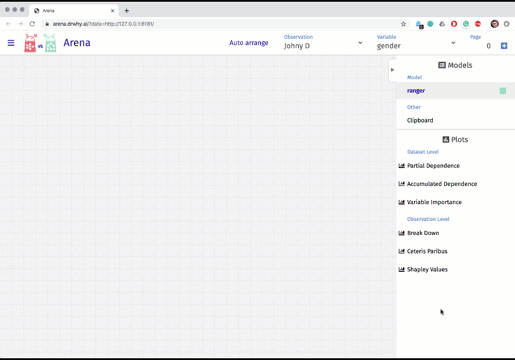 Arena
arena.drwhy.ai/?data=http://127.0.0.1:8181/
vs
Arena
Auto arrange
Observation
Johny D
Variable
gender
Page
0
Models
Model
ranger
Other
Clipboard
Plots
Dataset Level
Partial Dependence
Accumulated Dependence
Variable Importance
Observation Level
Break Down
Ceteris Paribus
Shapley Values